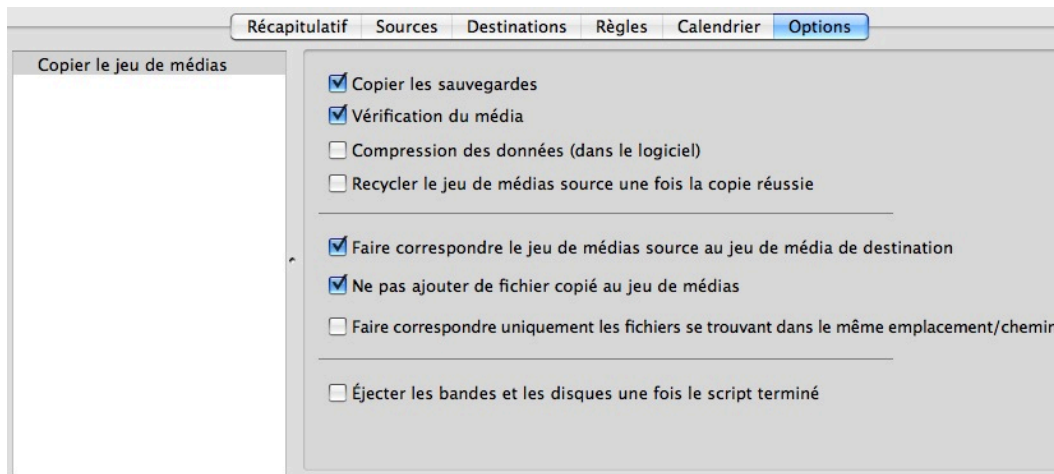 Récapitulatif Sources Destinations Règles Calendrier Options
Copier le jeu de médias
Copier les sauvegardes
Vérification du média
Compression des données (dans le logiciel)
Recycler le jeu de médias source une fois la copie réussie
Faire correspondre le jeu de médias source au jeu de média de destination
Ne pas ajouter de fichier copié au jeu de médias
Faire correspondre uniquement les fichiers se trouvant dans le même emplacement/chemin
Éjecter les bandes et les disques une fois le script terminé